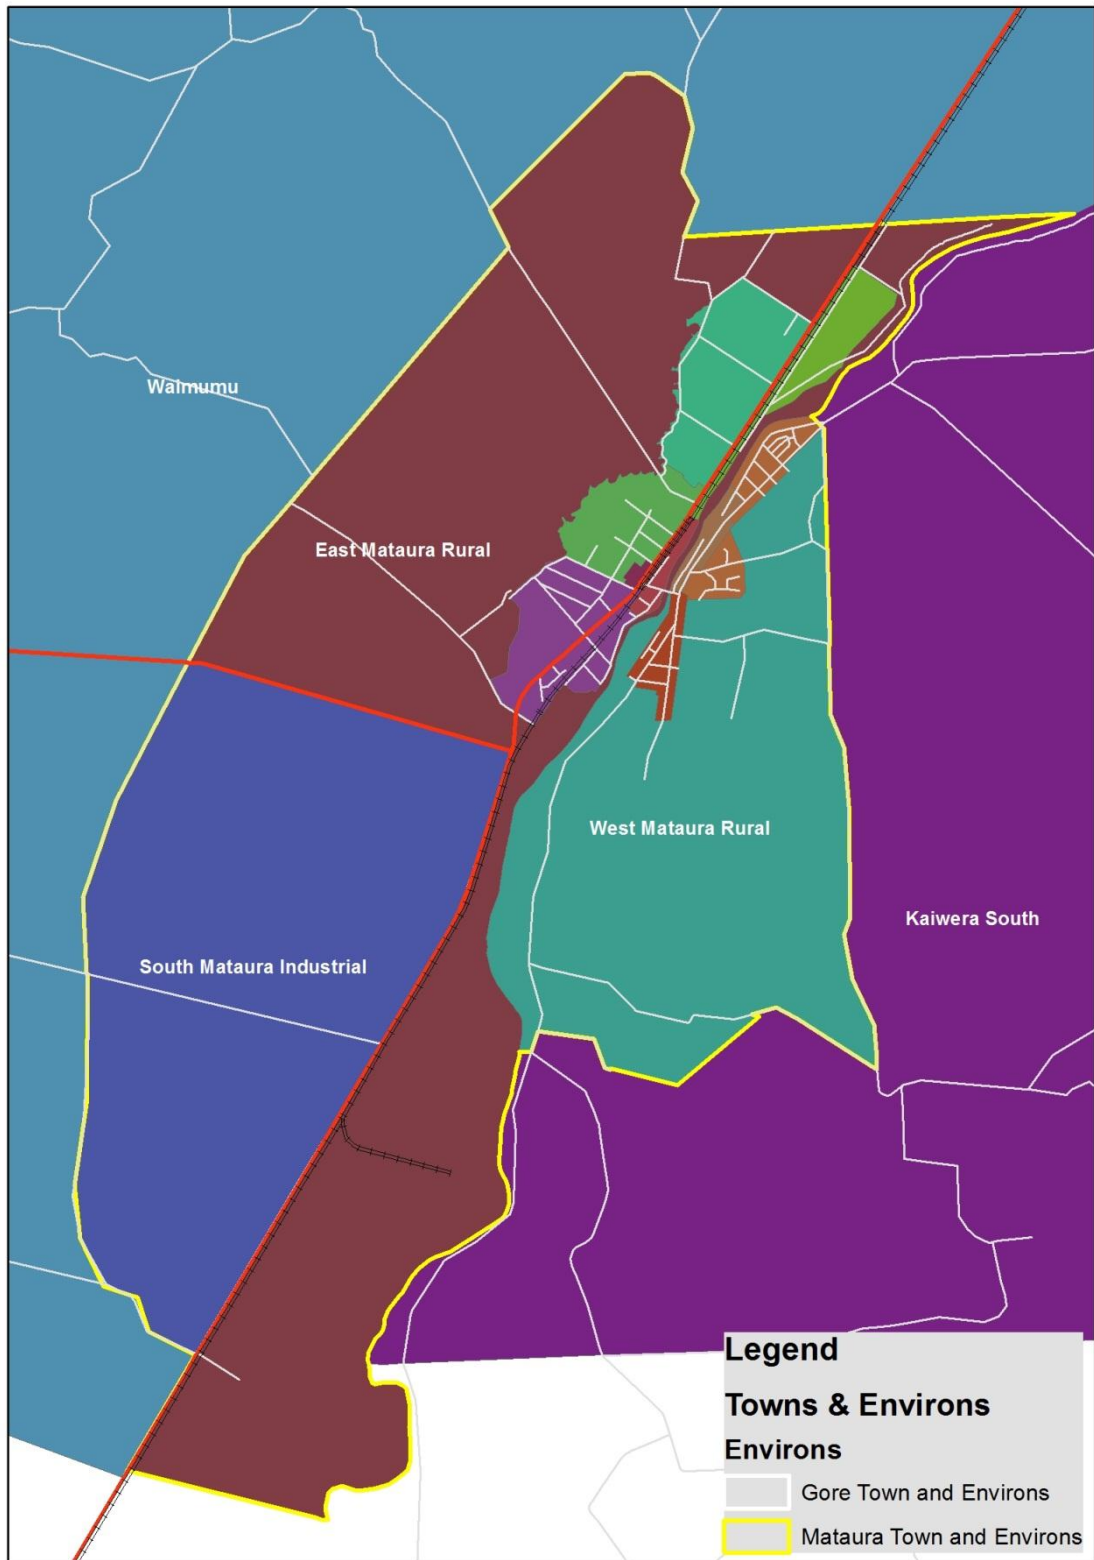 Waimumu
East Mataura Rural
West Mataura Rural
Kaiwera South
South Mataura Industrial
Legend
Towns & Environs
Environs
Gore Town and Environs
Mataura Town and Environs